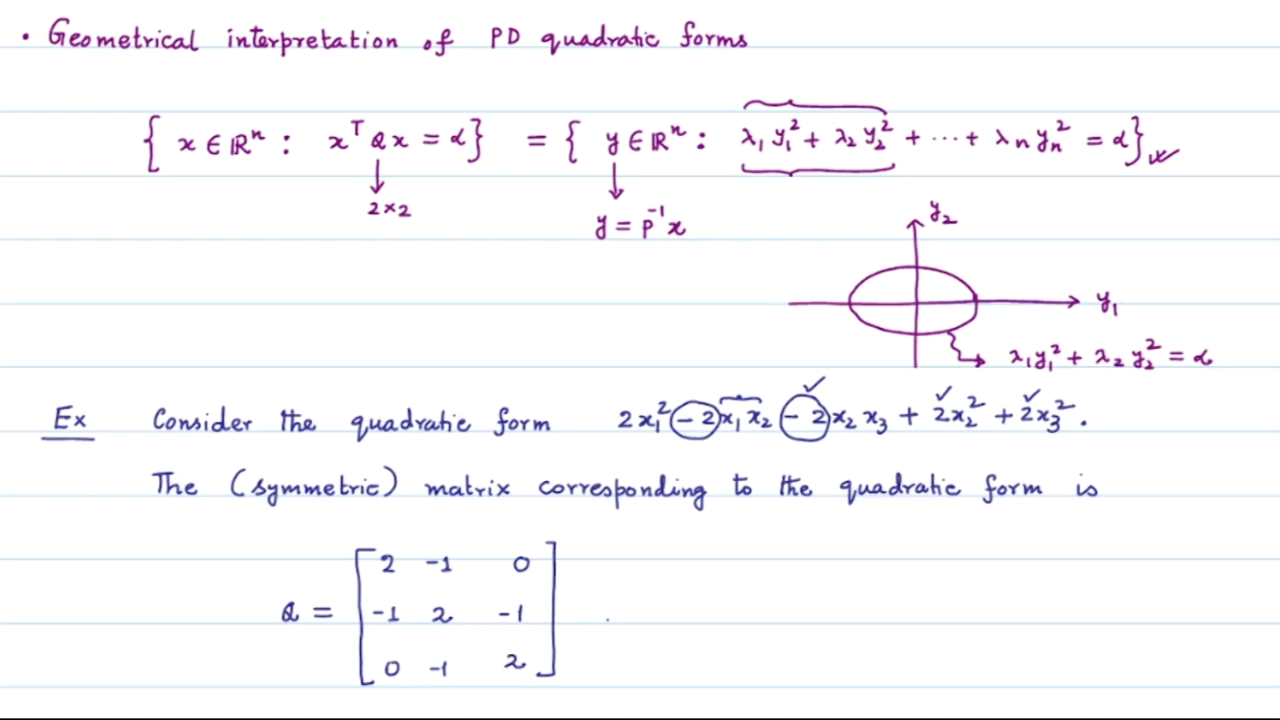 • Geometrical interpretation of PD quadratic forms
{ x ∈ ℝⁿ : xᵀQx = α } = { y ∈ ℝⁿ : λ₁y₁² + λ₂y₂² + ⋯ + λₙyₙ² = α }
2×2
y = P⁻¹x
y₂
y₁
λ₁y₁² + λ₂y₂² = α
Ex Consider the quadratic form 2x₁² - 2x₁x₂ - 2x₂x₃ + 2x₂² + 2x₃².
The (symmetric) matrix corresponding to the quadratic form is
2 -1 0
Q = -1 2 -1
0 -1 2